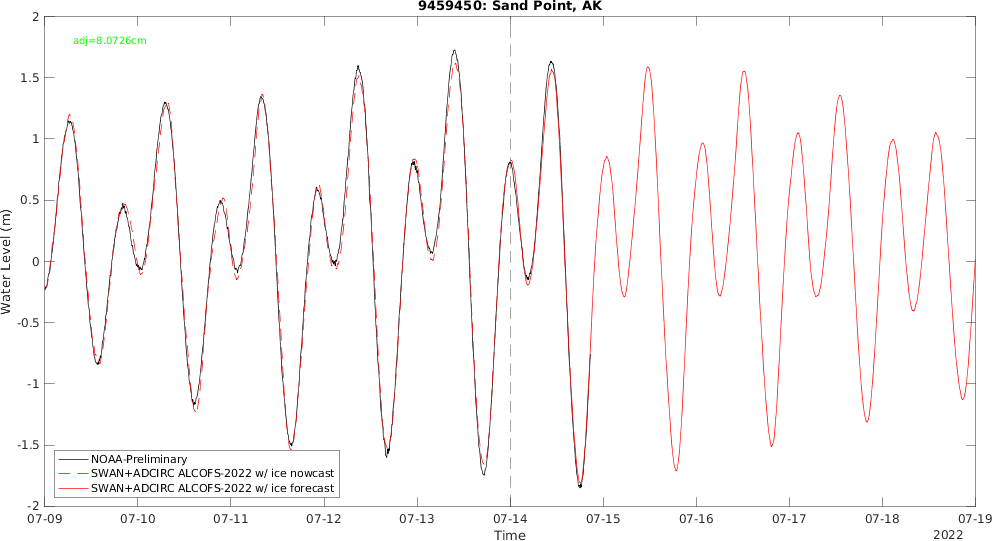 9459450: Sand Point, AK
adj=8.0726cm
Water Level (m)
2
1.5
1
0.5
0
-0.5
-1
-1.5
-2
NOAA-Preliminary
SWAN+ADCIRC ALCOFS-2022 w/ ice nowcast
SWAN+ADCIRC ALCOFS-2022 w/ ice forecast
07-09 07-10 07-11 07-12 07-13 07-14 07-15 07-16 07-17 07-18 07-19
Time
2022